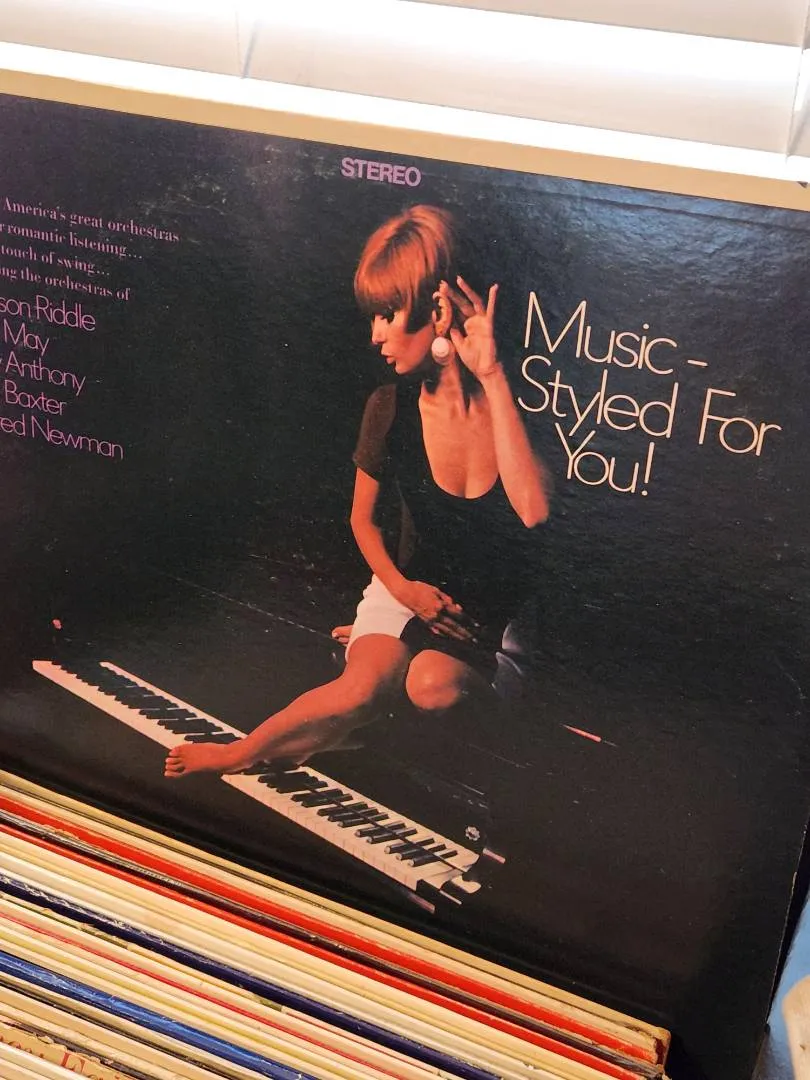 STEREO
America's great orchestras
romantic listening...
touch of swing...
the orchestras of
Riddle
May
Anthony
Baxter
Newman
Music -
Styled For
You!